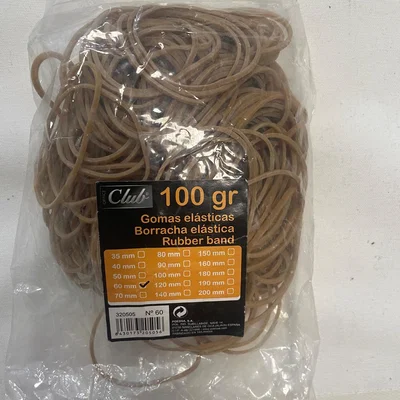 Club
100 gr
Gomas elásticas
Borracha elástica
Rubber band
35 mm 80 mm 150 mm
40 mm 90 mm 160 mm
50 mm 100 mm 180 mm
60 mm ✓ 120 mm 190 mm
70 mm 140 mm 200 mm
320505 Nº 60